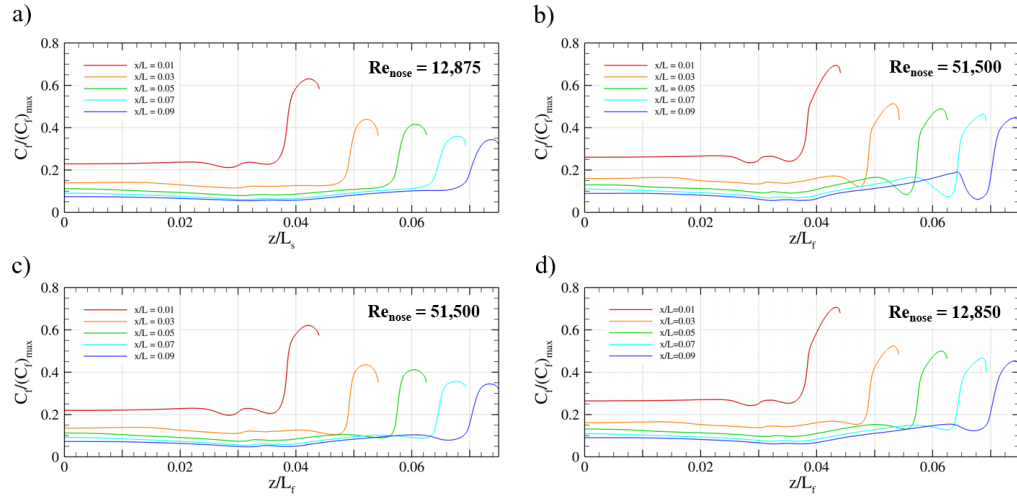 a)
C_f/(C_f)_max
0.8
0.6
0.4
0.2
0
x/L = 0.01
x/L = 0.03
x/L = 0.05
x/L = 0.07
x/L = 0.09
Re_nose = 12,875
0
0.02
0.04
0.06
z/L_s
b)
C_f/(C_f)_max
0.8
0.6
0.4
0.2
0
x/L = 0.01
x/L = 0.03
x/L = 0.05
x/L = 0.07
x/L = 0.09
Re_nose = 51,500
0
0.02
0.04
0.06
z/L_f
c)
C_f/(C_f)_max
0.8
0.6
0.4
0.2
0
x/L = 0.01
x/L = 0.03
x/L = 0.05
x/L = 0.07
x/L = 0.09
Re_nose = 51,500
0
0.02
0.04
0.06
z/L_f
d)
C_f/(C_f)_max
0.8
0.6
0.4
0.2
0
x/L=0.01
x/L=0.03
x/L=0.05
x/L=0.07
x/L=0.09
Re_nose = 12,850
0
0.02
0.04
0.06
z/L_f